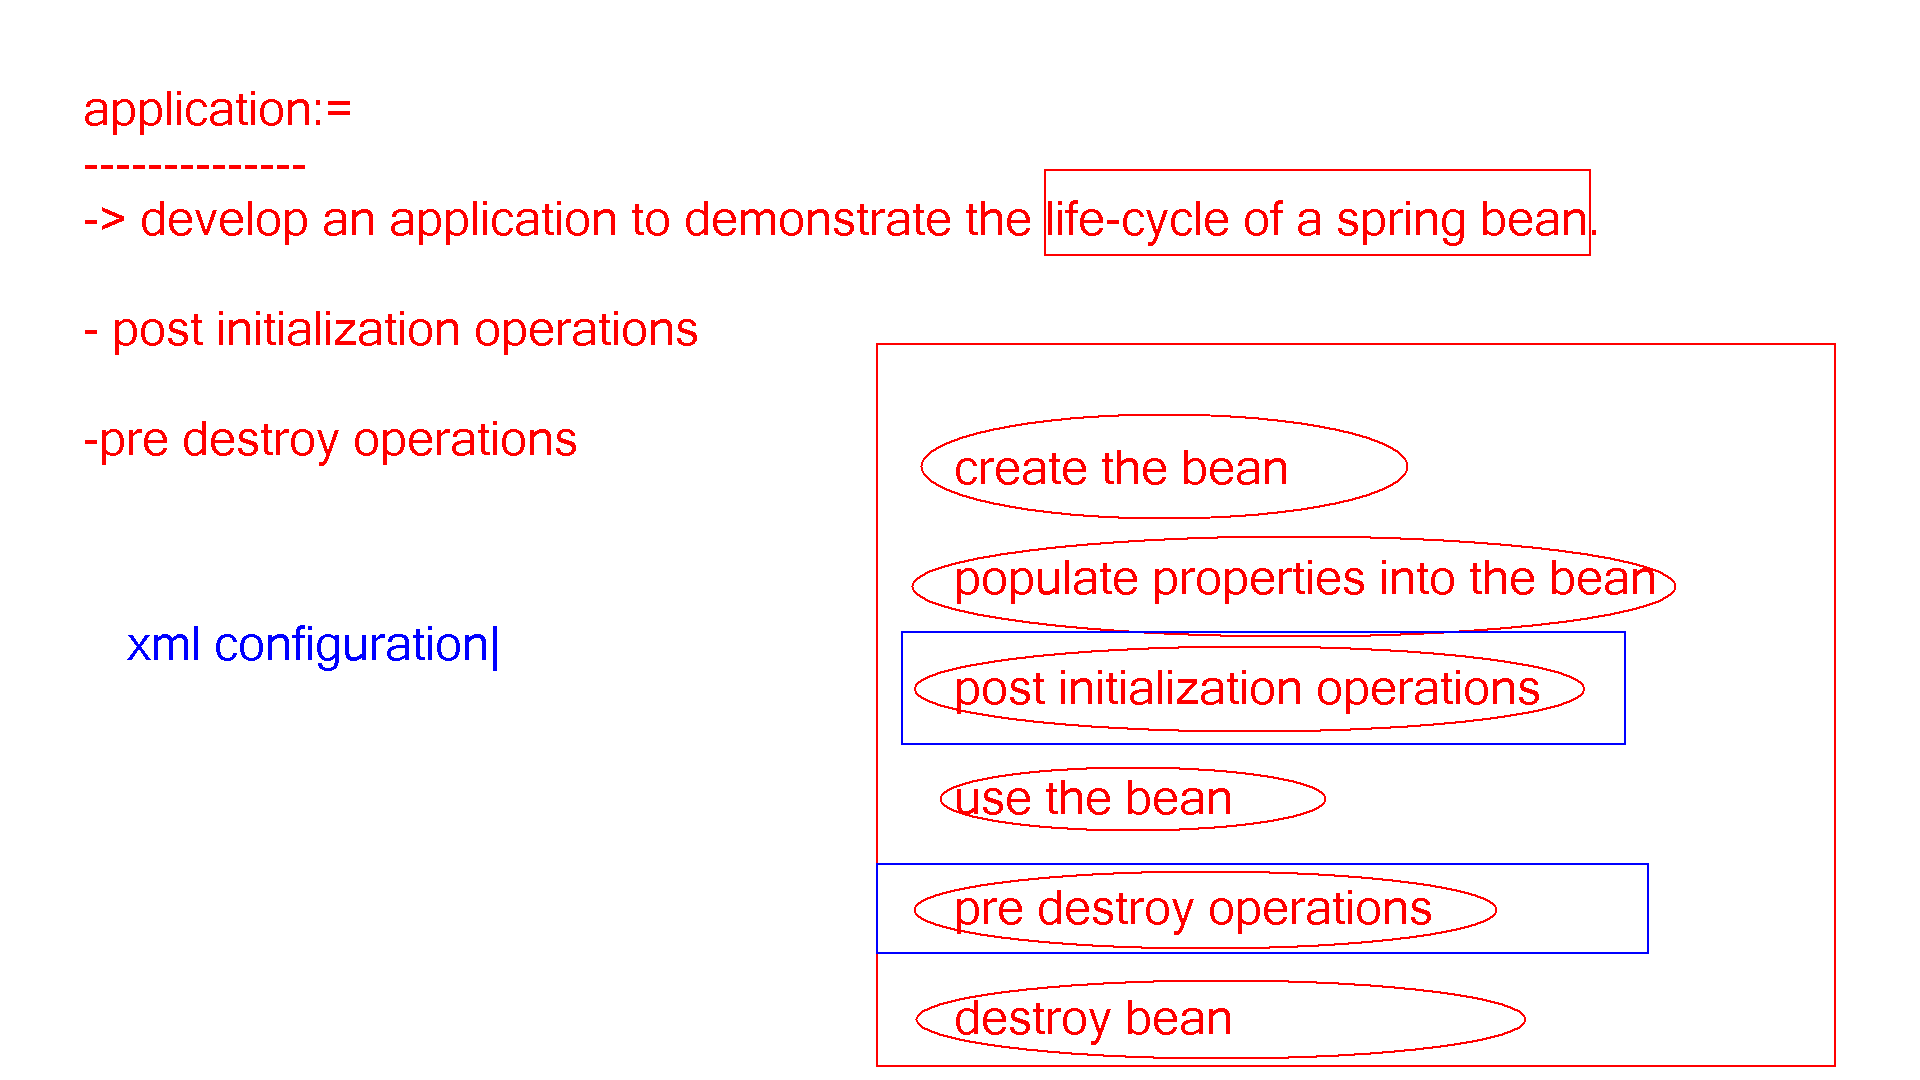 application:=
--------------
-> develop an application to demonstrate the life-cycle of a spring bean.
- post initialization operations
-pre destroy operations
xml configuration|
create the bean
populate properties into the bean
post initialization operations
use the bean
pre destroy operations
destroy bean